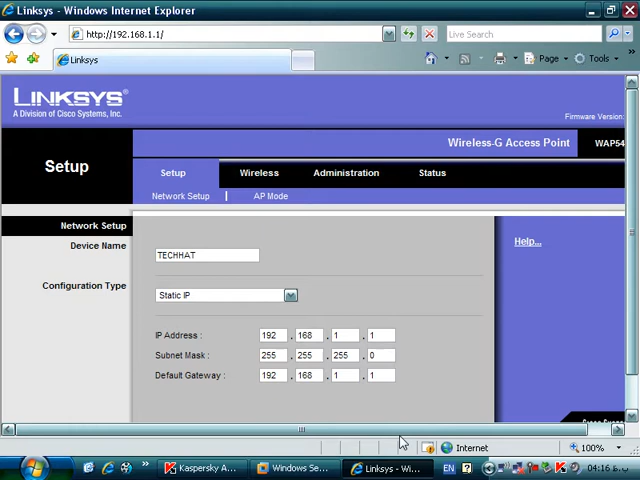 Linksys - Windows Internet Explorer
http://192.168.1.1/
Live Search
Linksys
Page
Tools
LINKSYS®
A Division of Cisco Systems, Inc.
Firmware Version:
Wireless-G Access Point
WAP54
Setup
Setup
Wireless
Administration
Status
Network Setup
AP Mode
Network Setup
Device Name
TECHHAT
Help...
Configuration Type
Static IP
IP Address :
192 . 168 . 1 . 1
Subnet Mask :
255 . 255 . 255 . 0
Default Gateway :
192 . 168 . 1 . 1
Internet
100%
Kaspersky A...
Windows Se...
Linksys - Wi...
EN
04:16